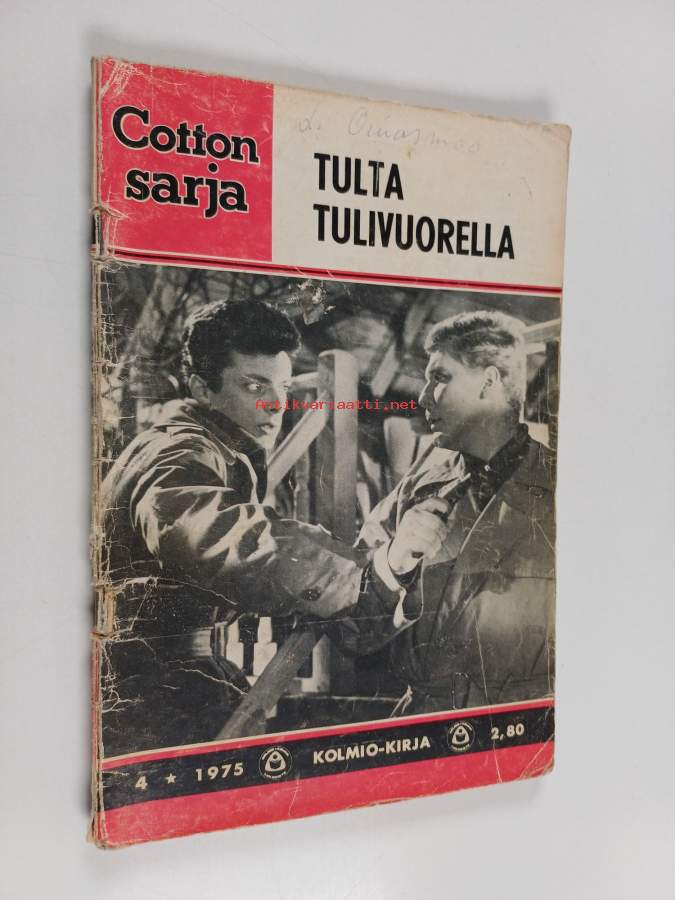 Cotton
sarja
TULTA
TULIVUORELLA
antikvariaatti.net
4 ★ 1975 KOLMIO-KIRJA 2,80